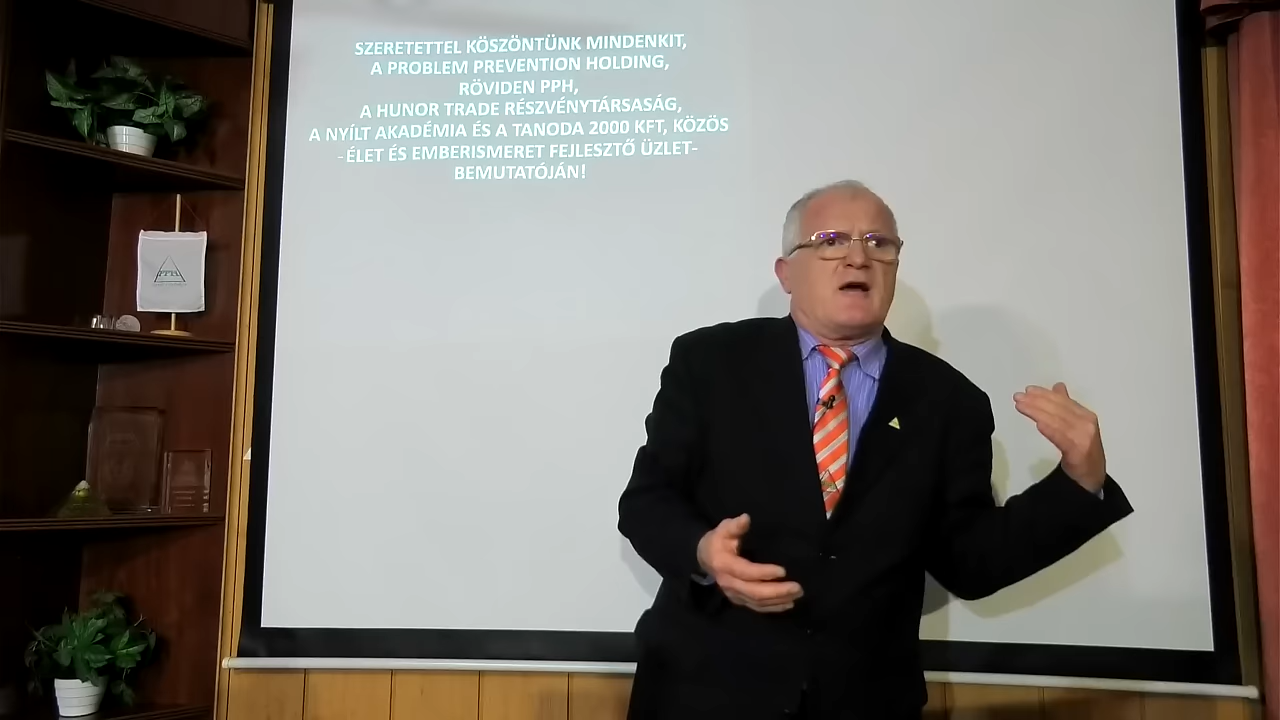 SZERETETTEL KÖSZÖNTÜNK MINDENKIT,
A PROBLEM PREVENTION HOLDING,
RÖVIDEN PPH,
A HUNOR TRADE RÉSZVÉNYTÁRSASÁG,
A NYÍLT AKADÉMIA ÉS A TANODA 2000 KFT, KÖZÖS
-ÉLET ÉS EMBERISMERET FEJLESZTŐ ÜZLET-
BEMUTATÓJÁN!